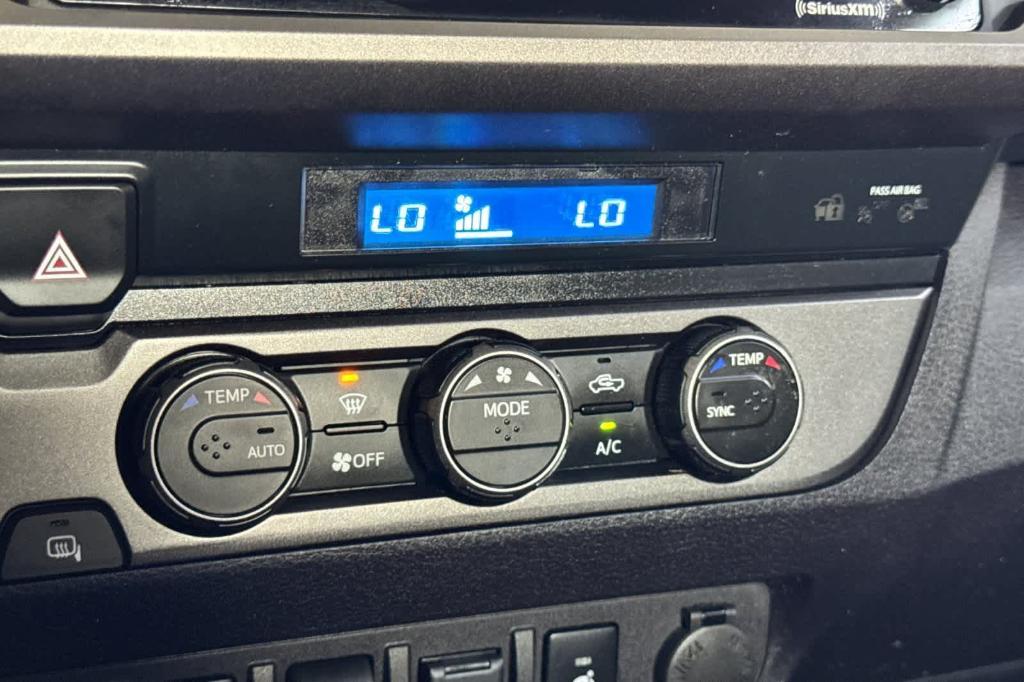 SiriusXM
LO LO
PASS AIR BAG
TEMP
AUTO
OFF
MODE
A/C
TEMP
SYNC